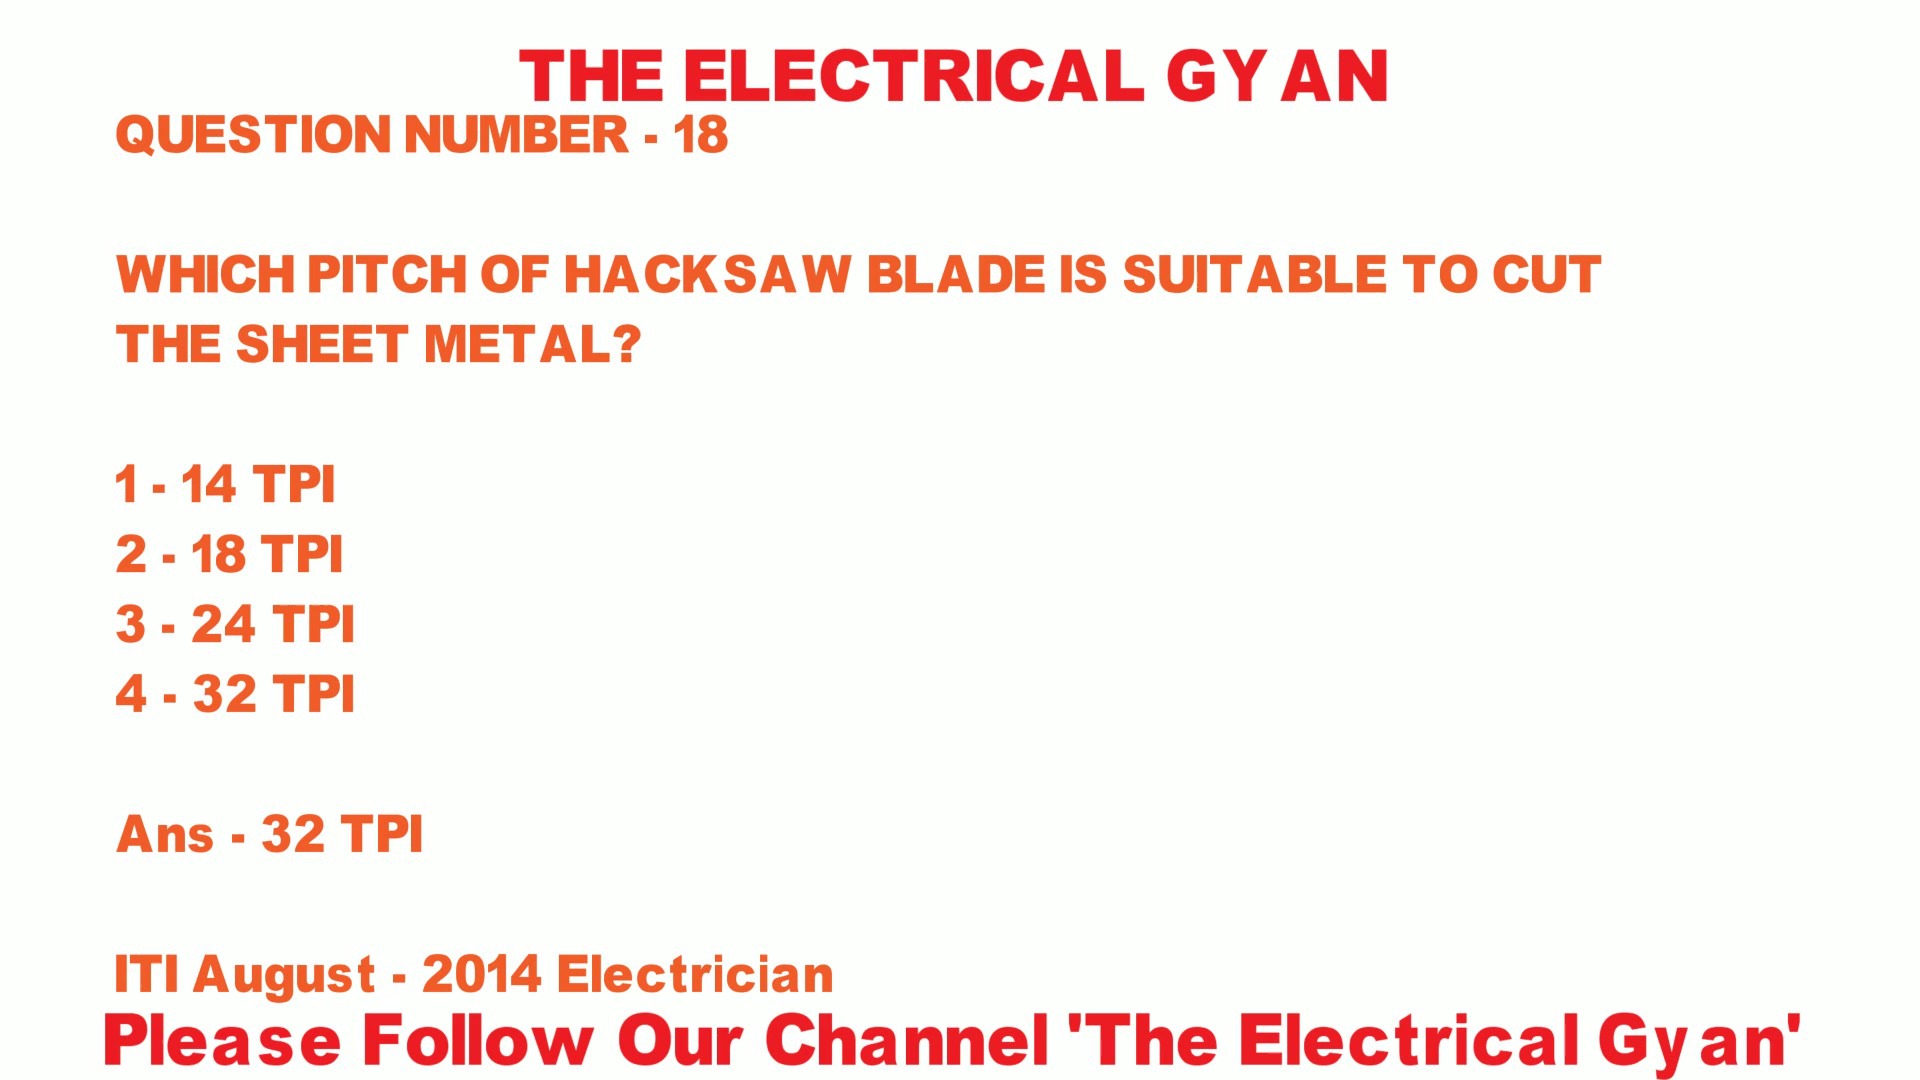 THE ELECTRICAL GYAN
QUESTION NUMBER - 18
WHICH PITCH OF HACKSAW BLADE IS SUITABLE TO CUT
THE SHEET METAL?
1 - 14 TPI
2 - 18 TPI
3 - 24 TPI
4 - 32 TPI
Ans - 32 TPI
ITI August - 2014 Electrician
Please Follow Our Channel 'The Electrical Gyan'